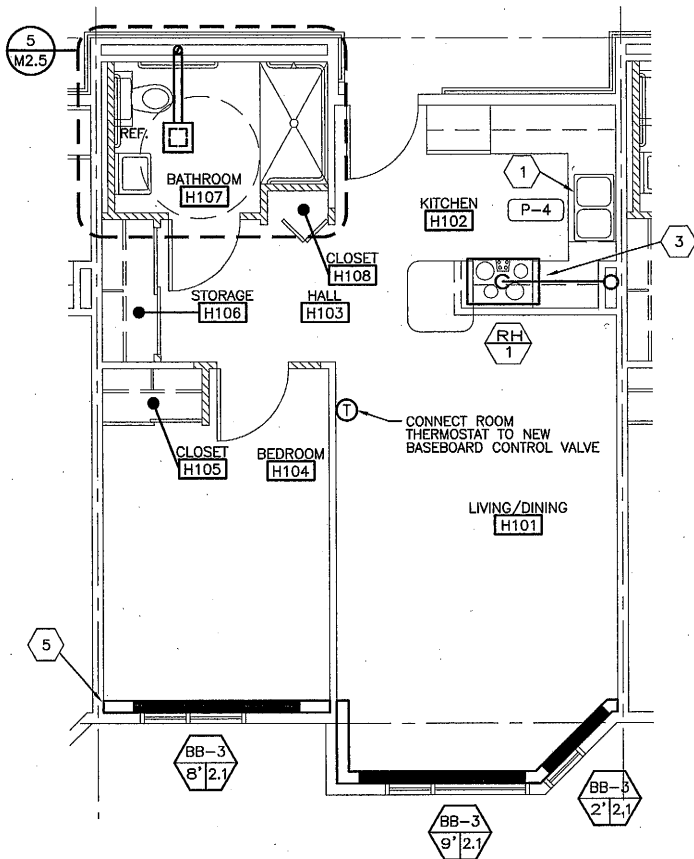 5
M2.5
REF.
BATHROOM
H107
1
KITCHEN
H102
P-4
3
CLOSET
H108
STORAGE
H106
HALL
H103
RH
1
T
CONNECT ROOM
THERMOSTAT TO NEW
BASEBOARD CONTROL VALVE
CLOSET
H105
BEDROOM
H104
LIVING/DINING
H101
5
BB-3
8' 2.1
BB-3
9' 2.1
BB-3
2' 2.1